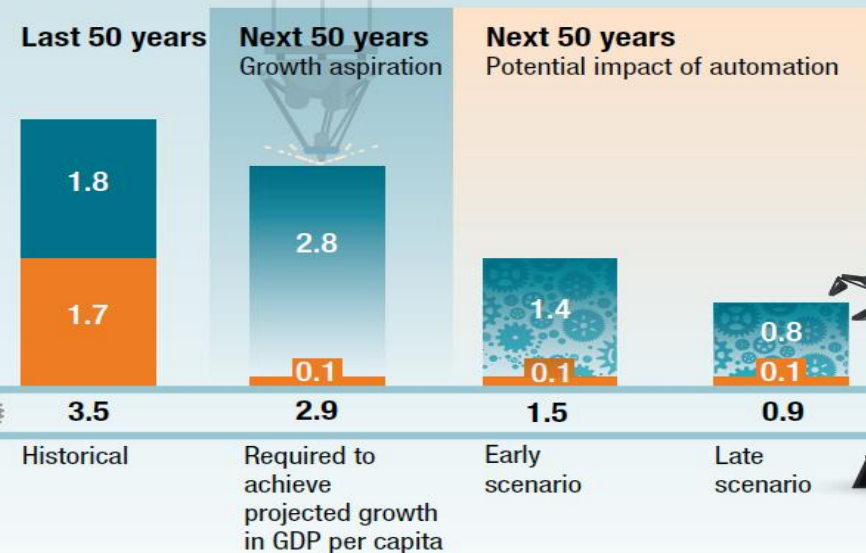 Last 50 years
Next 50 years
Growth aspiration
Next 50 years
Potential impact of automation
1.8
1.7
2.8
0.1
1.4
0.1
0.8
0.1
3.5
2.9
1.5
0.9
Historical
Required to
achieve
projected growth
in GDP per capita
Early
scenario
Late
scenario